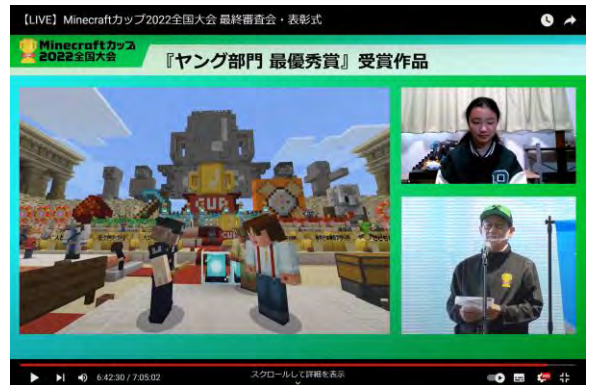 【LIVE】Minecraftカップ2022全国大会 最終審査会・表彰式
Minecraftカップ
2022全国大会
『ヤング部門 最優秀賞』受賞作品
CUP
6:42:30 / 7:05:02
スクロールして詳細を表示